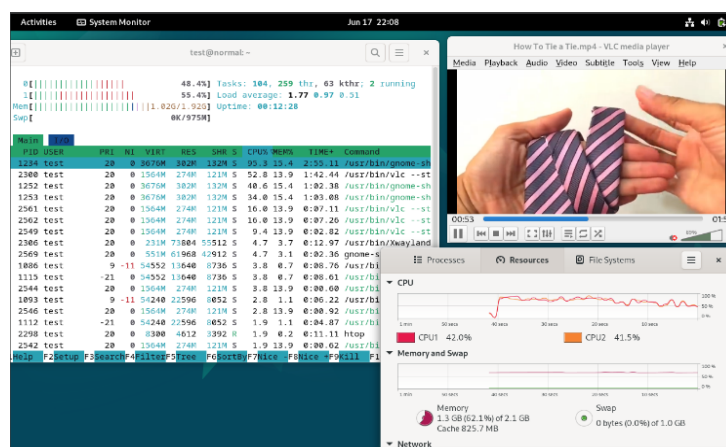 Activities System Monitor Jun 17 22:08
test@normal: ~
0[|||||||||||||||||| 48.4%] Tasks: 104, 259 thr, 63 kthr; 2 running
1[|||||||||||||||||||| 55.4%] Load average: 1.77 0.97 0.51
Mem[||||||||||||||||||||||1.02G/1.92G] Uptime: 00:12:28
Swp[ 0K/975M]
Main I/O
PID USER PRI NI VIRT RES SHR S CPU% MEM% TIME+ Command
1234 test 20 0 3676M 302M 132M S 95.3 15.4 2:55.11 /usr/bin/gnome-sh
2300 test 20 0 1564M 274M 121M S 52.8 13.9 1:42.44 /usr/bin/vlc --st
1252 test 20 0 3676M 302M 132M S 40.6 15.4 1:02.38 /usr/bin/gnome-sh
1253 test 20 0 3676M 302M 132M S 34.0 15.4 1:03.08 /usr/bin/gnome-sh
2561 test 20 0 1564M 274M 121M S 16.0 13.9 0:07.11 /usr/bin/vlc --st
2562 test 20 0 1564M 274M 121M S 16.0 13.9 0:07.26 /usr/bin/vlc --st
2549 test 20 0 1564M 274M 121M S 9.4 13.9 0:02.82 /usr/bin/vlc --st
2306 test 20 0 231M 73804 55512 S 4.7 3.7 0:12.97 /usr/bin/Xwayland
2569 test 20 0 551M 61968 42912 S 4.7 3.1 0:02.36 gnome-s
1086 test 9 -11 54552 13640 8736 S 3.8 0.7 0:08.76 /usr/bi
1115 test -21 0 54552 13640 8736 S 3.8 0.7 0:08.61 /usr/bi
2544 test 20 0 1564M 274M 121M S 3.8 13.9 0:00.60 /usr/bi
1093 test 9 -11 54240 22596 8052 S 2.8 1.1 0:06.22 /usr/bi
2546 test 20 0 1564M 274M 121M S 2.8 13.9 0:00.92 /usr/bi
1112 test -21 0 54240 22596 8052 S 1.9 1.1 0:04.87 /usr/bi
2298 test 20 0 8300 4612 3392 R 1.9 0.2 0:11.11 htop
2542 test 20 0 1564M 274M 121M S 1.9 13.9 0:00.62 /usr/bi
Help F2Setup F3SearchF4FilterF5Tree F6SortByF7Nice -F8Nice +F9Kill F1
How To Tie a Tie.mp4 - VLC media player
Media Playback Audio Video Subtitle Tools View Help
00:53
Processes Resources File Systems
CPU
100 %
50 %
0 %
1 min 50 secs 40 secs 30 secs 20 secs 10 secs
CPU1 42.0% CPU2 41.5%
Memory and Swap
100 %
50 %
0 %
1 min 50 secs 40 secs 30 secs 20 secs 10 secs
Memory
1.3 GB (62.1%) of 2.1 GB
Cache 825.7 MB
Swap
0 bytes (0.0%) of 1.0 GB
Network